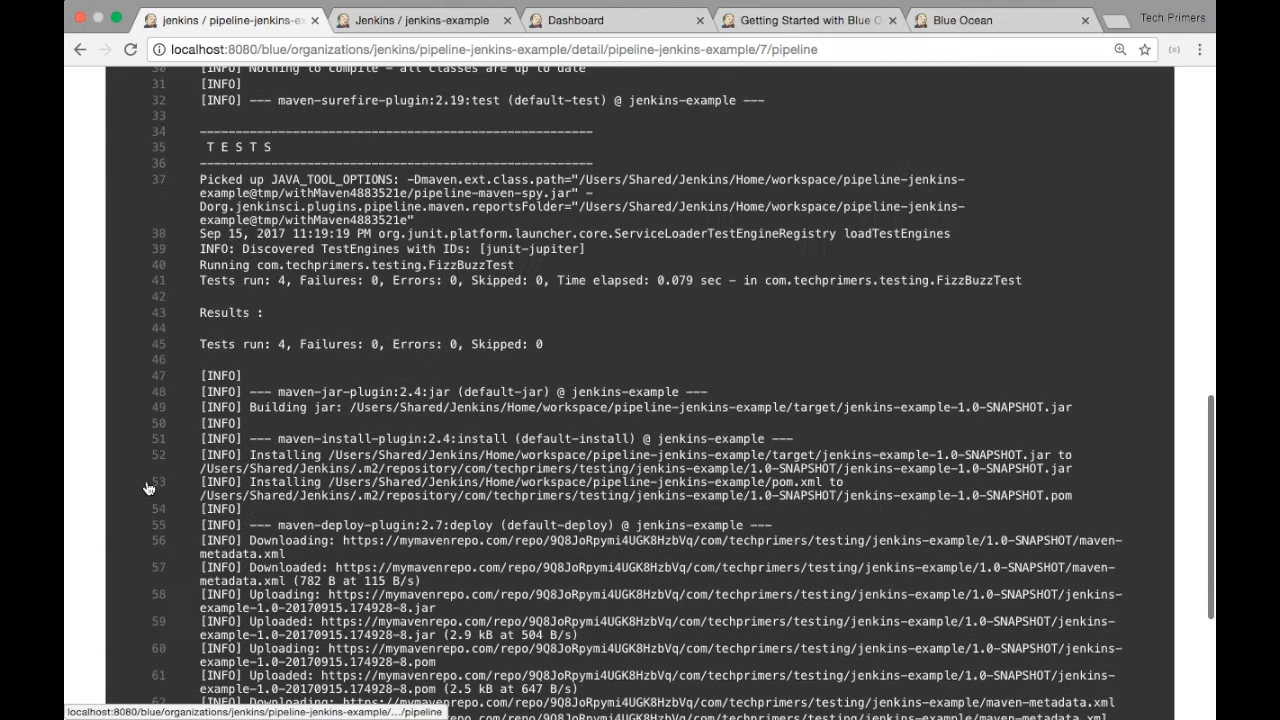 jenkins / pipeline-jenkins-e
Jenkins / jenkins-example
Dashboard
Getting Started with Blue O
Blue Ocean
Tech Primers
localhost:8080/blue/organizations/jenkins/pipeline-jenkins-example/detail/pipeline-jenkins-example/7/pipeline
30 [INFO] Nothing to compile - all classes are up to date
31 [INFO]
32 [INFO] --- maven-surefire-plugin:2.19:test (default-test) @ jenkins-example ---
33
34 -------------------------------------------------------
35 T E S T S
36 -------------------------------------------------------
37 Picked up JAVA_TOOL_OPTIONS: -Dmaven.ext.class.path="/Users/Shared/Jenkins/Home/workspace/pipeline-jenkins-
example@tmp/withMaven4883521e/pipeline-maven-spy.jar" -
Dorg.jenkinsci.plugins.pipeline.maven.reportsFolder="/Users/Shared/Jenkins/Home/workspace/pipeline-jenkins-
example@tmp/withMaven4883521e"
38 Sep 15, 2017 11:19:19 PM org.junit.platform.launcher.core.ServiceLoaderTestEngineRegistry loadTestEngines
39 INFO: Discovered TestEngines with IDs: [junit-jupiter]
40 Running com.techprimers.testing.FizzBuzzTest
41 Tests run: 4, Failures: 0, Errors: 0, Skipped: 0, Time elapsed: 0.079 sec - in com.techprimers.testing.FizzBuzzTest
42
43 Results :
44
45 Tests run: 4, Failures: 0, Errors: 0, Skipped: 0
46
47 [INFO]
48 [INFO] --- maven-jar-plugin:2.4:jar (default-jar) @ jenkins-example ---
49 [INFO] Building jar: /Users/Shared/Jenkins/Home/workspace/pipeline-jenkins-example/target/jenkins-example-1.0-SNAPSHOT.jar
50 [INFO]
51 [INFO] --- maven-install-plugin:2.4:install (default-install) @ jenkins-example ---
52 [INFO] Installing /Users/Shared/Jenkins/Home/workspace/pipeline-jenkins-example/target/jenkins-example-1.0-SNAPSHOT.jar to
/Users/Shared/Jenkins/.m2/repository/com/techprimers/testing/jenkins-example/1.0-SNAPSHOT/jenkins-example-1.0-SNAPSHOT.jar
53 [INFO] Installing /Users/Shared/Jenkins/Home/workspace/pipeline-jenkins-example/pom.xml to
/Users/Shared/Jenkins/.m2/repository/com/techprimers/testing/jenkins-example/1.0-SNAPSHOT/jenkins-example-1.0-SNAPSHOT.pom
54 [INFO]
55 [INFO] --- maven-deploy-plugin:2.7:deploy (default-deploy) @ jenkins-example ---
56 [INFO] Downloading: https://mymavenrepo.com/repo/9Q8JoRpymi4UGK8HzbVq/com/techprimers/testing/jenkins-example/1.0-SNAPSHOT/maven-
metadata.xml
57 [INFO] Downloaded: https://mymavenrepo.com/repo/9Q8JoRpymi4UGK8HzbVq/com/techprimers/testing/jenkins-example/1.0-SNAPSHOT/maven-
metadata.xml (782 B at 115 B/s)
58 [INFO] Uploading: https://mymavenrepo.com/repo/9Q8JoRpymi4UGK8HzbVq/com/techprimers/testing/jenkins-example/1.0-SNAPSHOT/jenkins-
example-1.0-20170915.174928-8.jar
59 [INFO] Uploaded: https://mymavenrepo.com/repo/9Q8JoRpymi4UGK8HzbVq/com/techprimers/testing/jenkins-example/1.0-SNAPSHOT/jenkins-
example-1.0-20170915.174928-8.jar (2.9 kB at 504 B/s)
60 [INFO] Uploading: https://mymavenrepo.com/repo/9Q8JoRpymi4UGK8HzbVq/com/techprimers/testing/jenkins-example/1.0-SNAPSHOT/jenkins-
example-1.0-20170915.174928-8.pom
61 [INFO] Uploaded: https://mymavenrepo.com/repo/9Q8JoRpymi4UGK8HzbVq/com/techprimers/testing/jenkins-example/1.0-SNAPSHOT/jenkins-
example-1.0-20170915.174928-8.pom (2.5 kB at 647 B/s)
62 [INFO] Downloading: https://mymavenrepo.com/repo/9Q8JoRpymi4UGK8HzbVq/com/techprimers/testing/jenkins-example/maven-metadata.xml
localhost:8080/blue/organizations/jenkins/pipeline-jenkins-example/.../pipeline